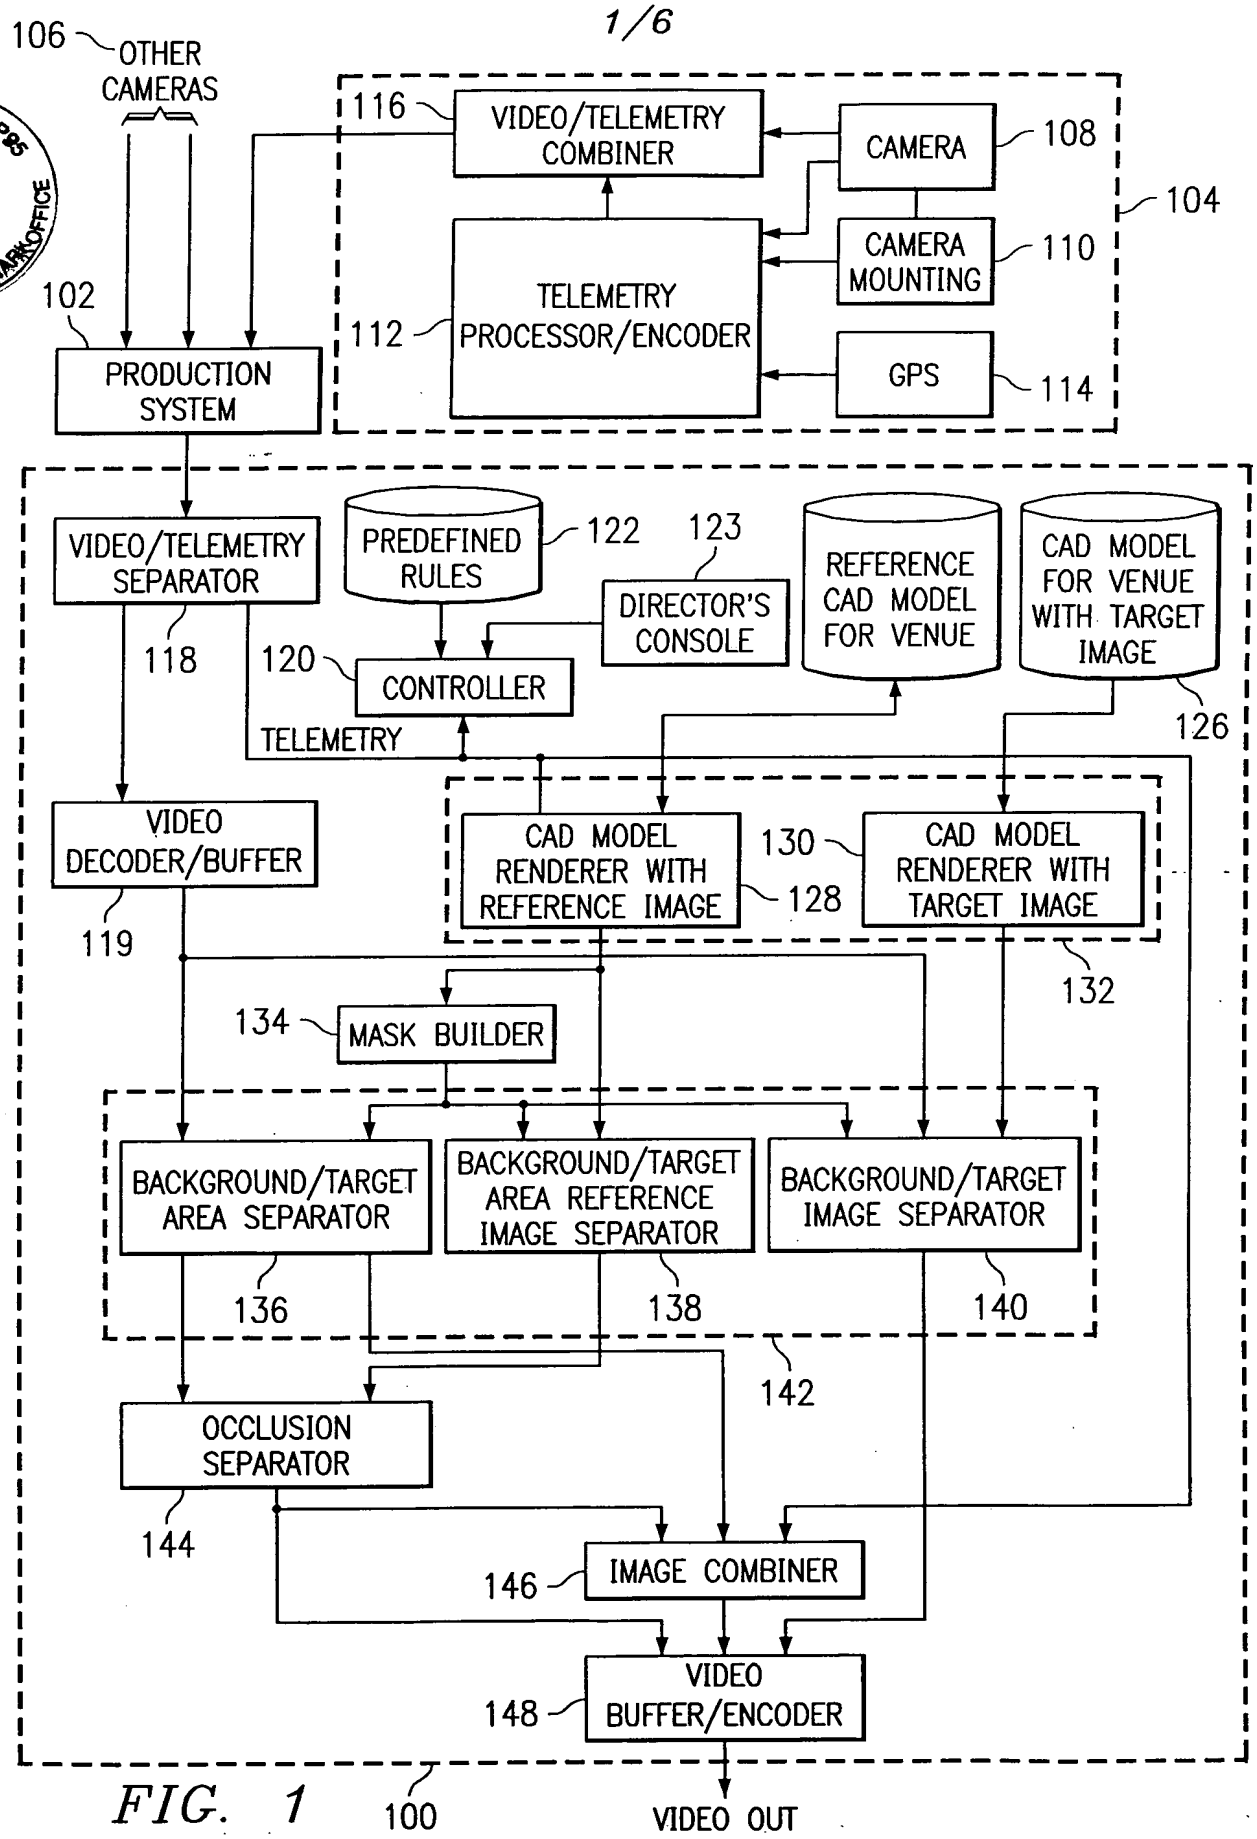 1/6
106
OTHER
CAMERAS
116
VIDEO/TELEMETRY
COMBINER
CAMERA
108
104
CAMERA
MOUNTING
110
102
112
TELEMETRY
PROCESSOR/ENCODER
PRODUCTION
SYSTEM
GPS
114
OFFICE
VIDEO/TELEMETRY
SEPARATOR
118
PREDEFINED
RULES
122
123
DIRECTOR'S
CONSOLE
REFERENCE
CAD MODEL
FOR VENUE
CAD MODEL
FOR VENUE
WITH TARGET
IMAGE
126
120
CONTROLLER
TELEMETRY
VIDEO
DECODER/BUFFER
119
CAD MODEL
RENDERER WITH
REFERENCE IMAGE
128
130
CAD MODEL
RENDERER WITH
TARGET IMAGE
132
134
MASK BUILDER
BACKGROUND/TARGET
AREA SEPARATOR
136
BACKGROUND/TARGET
AREA REFERENCE
IMAGE SEPARATOR
138
BACKGROUND/TARGET
IMAGE SEPARATOR
140
142
OCCLUSION
SEPARATOR
144
146
IMAGE COMBINER
148
VIDEO
BUFFER/ENCODER
FIG. 1
100
VIDEO OUT